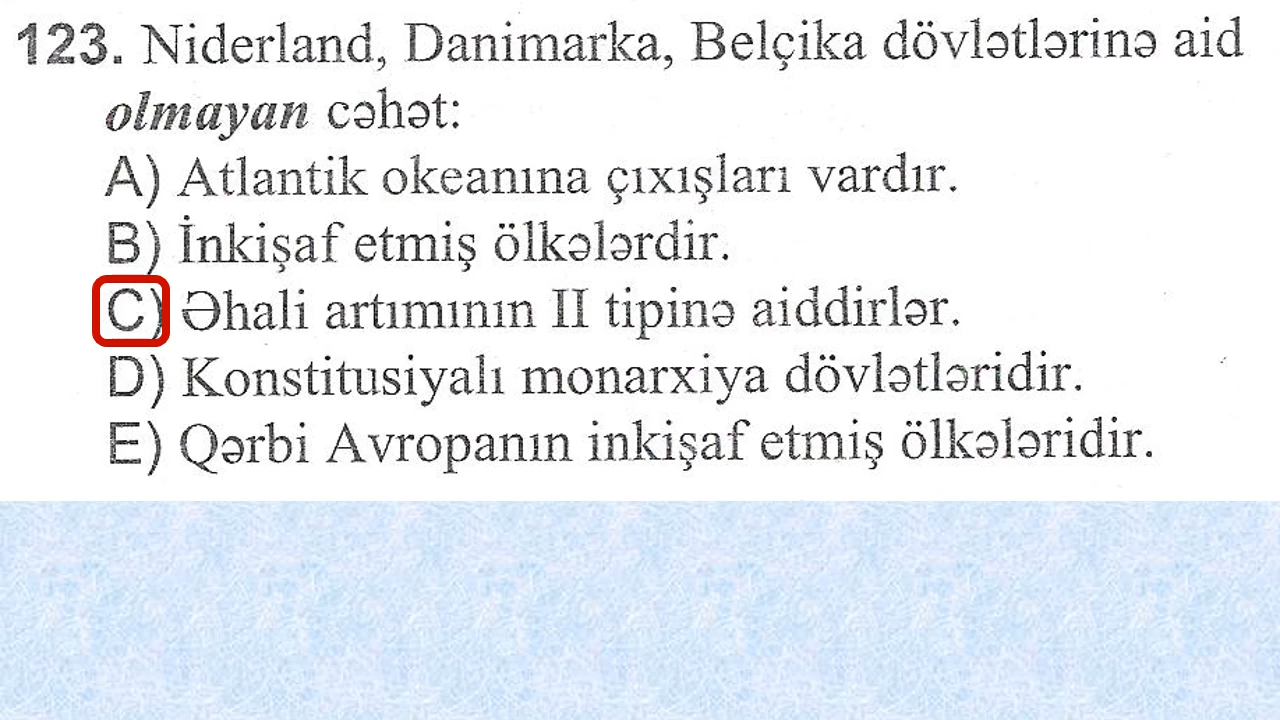 123. Niderland, Danimarka, Belçika dövlətlərinə aid
olmayan cəhət:
A) Atlantik okeanına çıxışları vardır.
B) İnkişaf etmiş ölkələrdir.
C) Əhali artımının II tipinə aiddirlər.
D) Konstitusiyalı monarxiya dövlətləridir.
E) Qərbi Avropanın inkişaf etmiş ölkələridir.